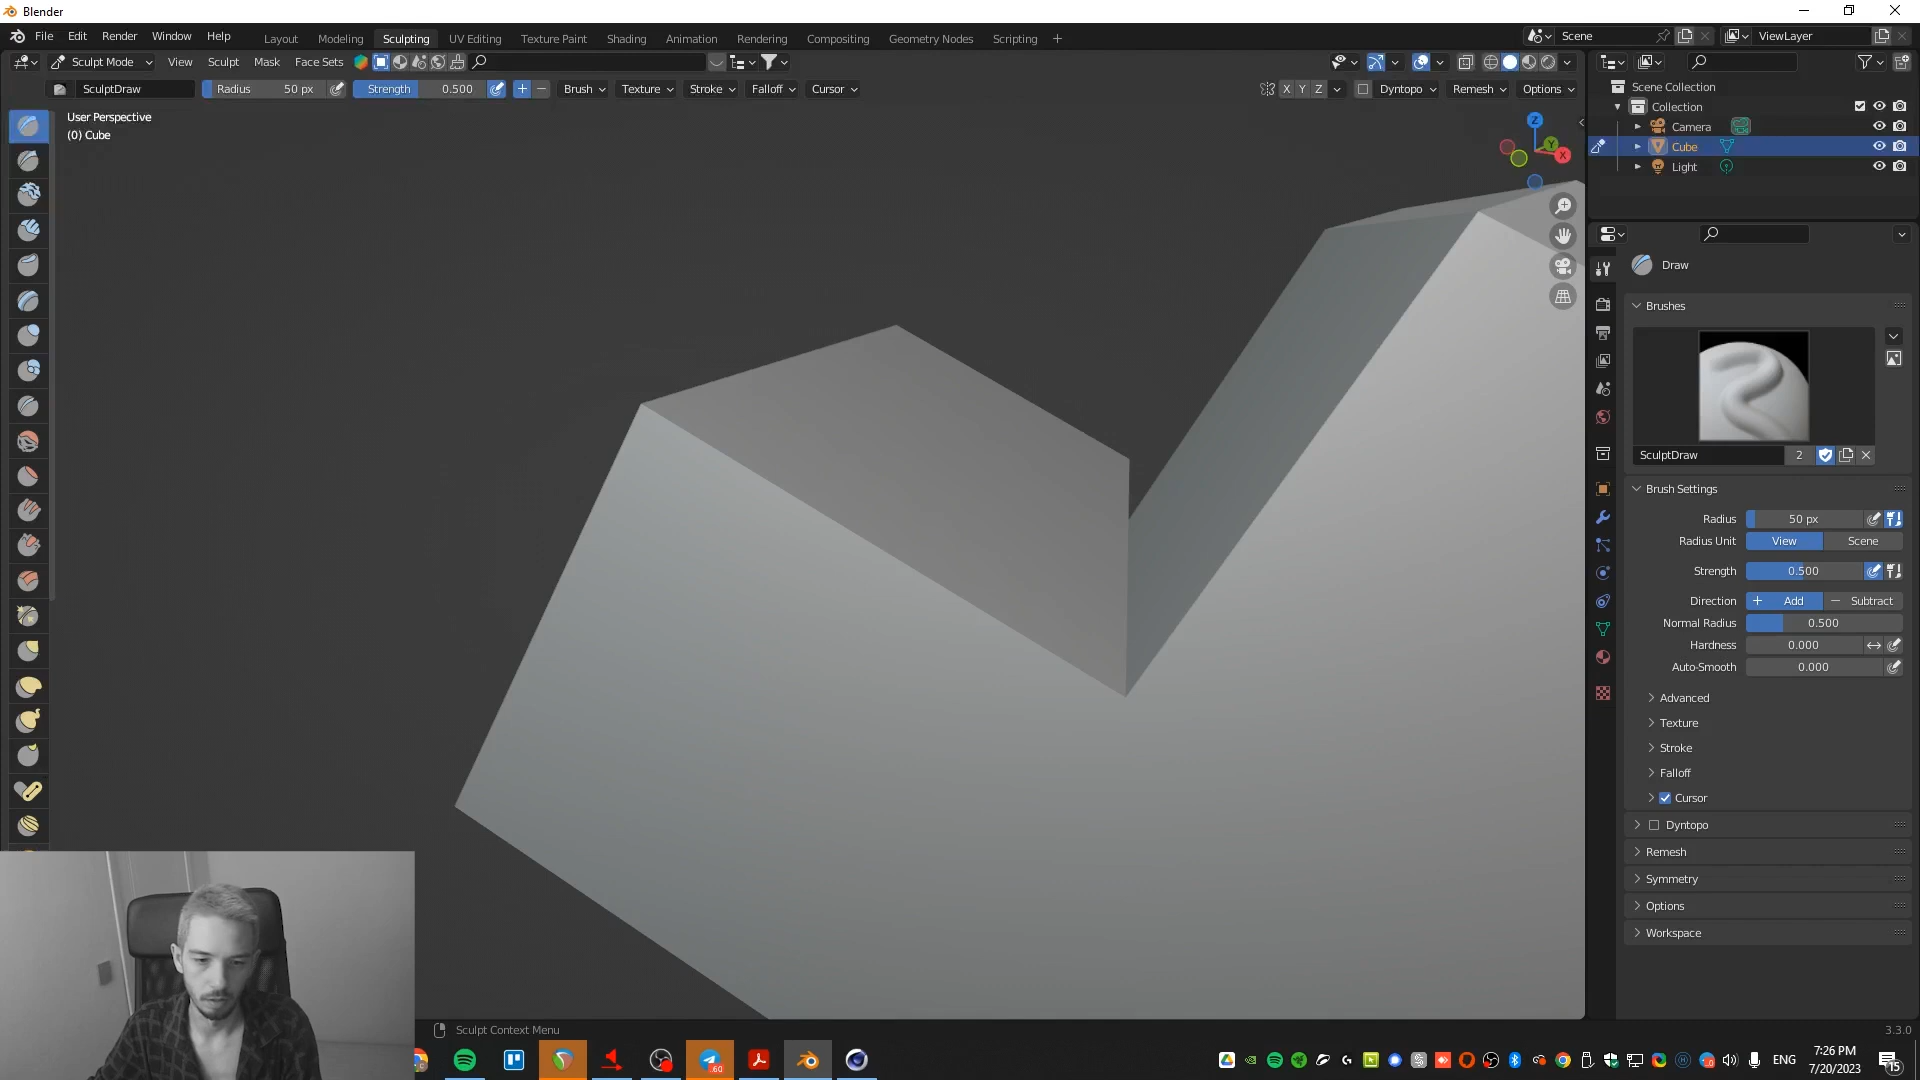 Blender
File Edit Render Window Help
Layout Modeling Sculpting UV Editing Texture Paint Shading Animation Rendering Compositing Geometry Nodes Scripting +
Scene ViewLayer
Sculpt Mode View Sculpt Mask Face Sets
SculptDraw Radius 50 px Strength 0.500 + − Brush Texture Stroke Falloff Cursor
X Y Z Dyntopo Remesh Options
User Perspective
(0) Cube
Z
Y
X
Scene Collection
Collection
Camera
Cube
Light
Draw
Brushes
SculptDraw 2
Brush Settings
Radius 50 px
Radius Unit View Scene
Strength 0.500
Direction + Add − Subtract
Normal Radius 0.500
Hardness 0.000
Auto-Smooth 0.000
Advanced
Texture
Stroke
Falloff
Cursor
Dyntopo
Remesh
Symmetry
Options
Workspace
Sculpt Context Menu
3.3.0
60
ENG
7:26 PM
7/20/2023
15